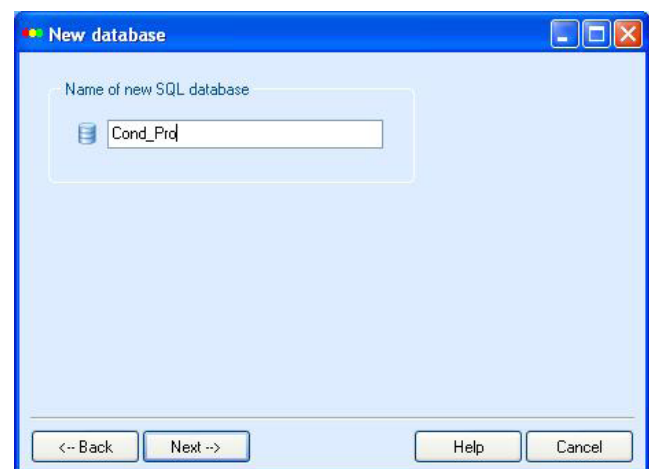 New database
Name of new SQL database
Cond_Pro
<-- Back
Next -->
Help
Cancel